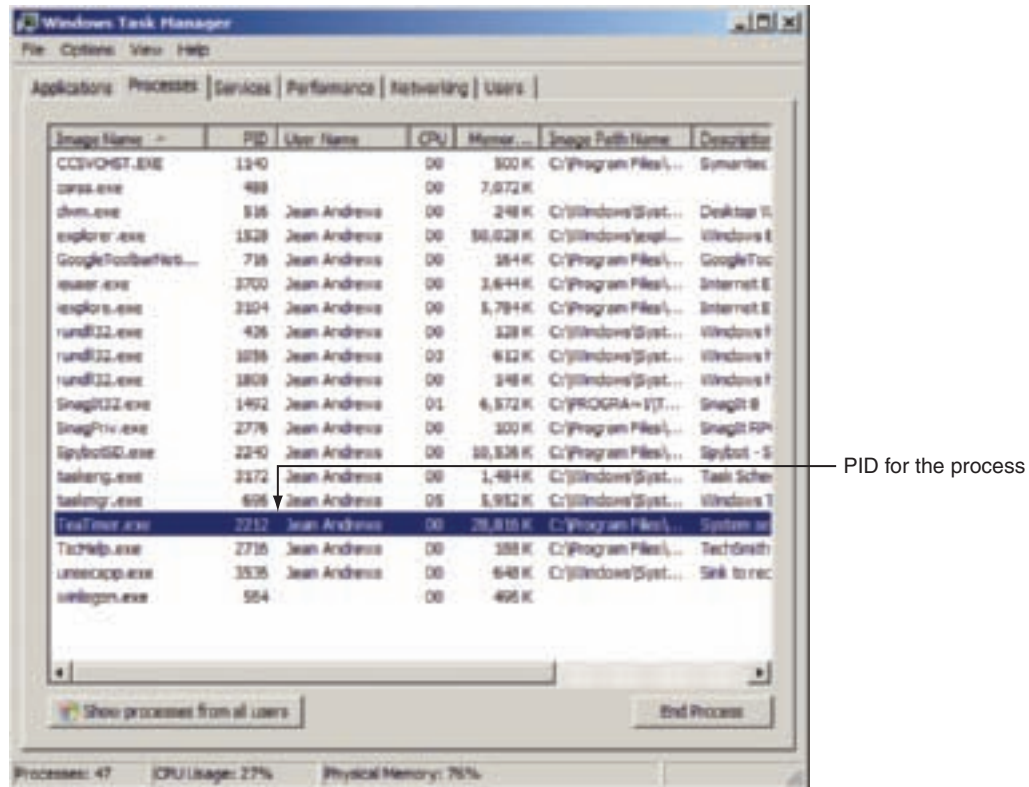 Windows Task Manager
File Options View Help
Applications Processes Services Performance Networking Users
Image Name PID User Name CPU Memor... Image Path Name Description
CCSVCHST.EXE 1140 00 500 K C:\Program Files\... Symantec
csrss.exe 488 00 7,072 K
dwm.exe 516 Jean Andrews 00 248 K C:\Windows\Syst... Desktop
explorer.exe 1528 Jean Andrews 00 50,028 K C:\Windows\expl... Windows E
GoogleToolbarNoti... 716 Jean Andrews 00 164 K C:\Program Files\... GoogleToo
ieuser.exe 3700 Jean Andrews 00 3,644 K C:\Program Files\... Internet E
iexplore.exe 3104 Jean Andrews 00 5,784 K C:\Program Files\... Internet E
rundll32.exe 436 Jean Andrews 00 128 K C:\Windows\Syst... Windows
rundll32.exe Jean Andrews 03 612 K C:\Windows\Syst... Windows
rundll32.exe 1808 Jean Andrews 00 148 K C:\Windows\Syst... Windows
SnagIt32.exe 1492 Jean Andrews 01 6,572 K C:\PROGRA~1\T... SnagIt 8
SnagPriv.exe 2776 Jean Andrews 00 100 K C:\Program Files\... SnagIt RP
SpybotSD.exe 2240 Jean Andrews 00 10,536 K C:\Program Files\... Spybot - S
taskeng.exe 3172 Jean Andrews 00 1,484 K C:\Windows\Syst... Task Sche
taskmgr.exe 696 Jean Andrews 05 C:\Windows\Syst... Windows T
TeaTimer.exe 2212 Jean Andrews 00 28,816 K C:\Program Files\... System se
TscHelp.exe 2716 Jean Andrews 00 188 K C:\Program Files\... TechSmith
unsecapp.exe 3536 Jean Andrews 00 648 K C:\Windows\Syst... Sink to rec
winlogon.exe 564 00 496 K
Show processes from all users End Process
Processes: 47 CPU Usage: 27% Physical Memory: 76%
PID for the process